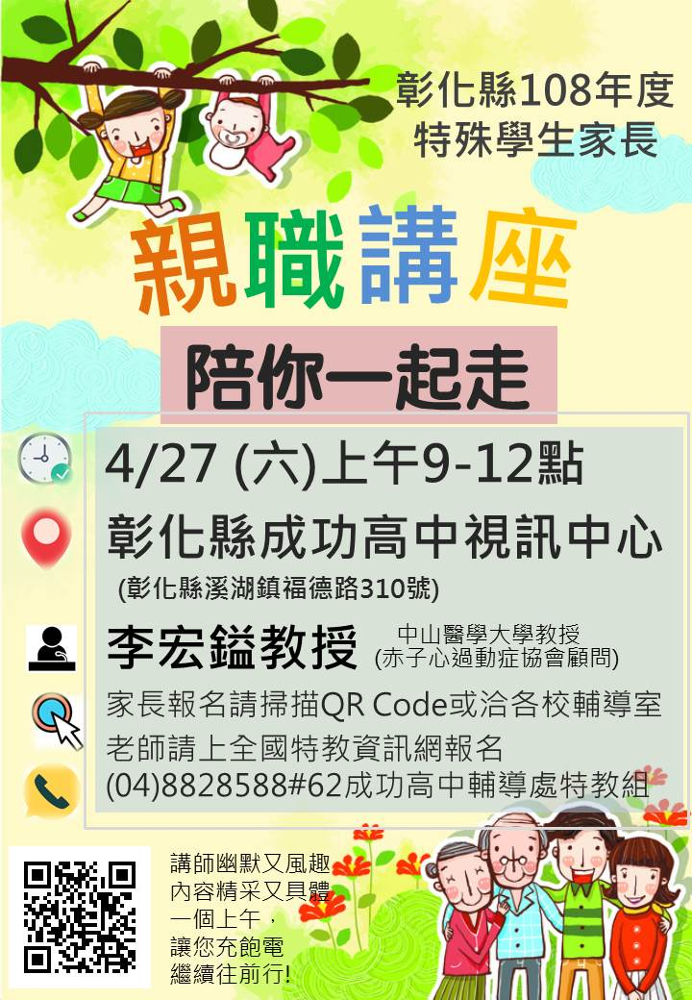 彰化縣108年度
特殊學生家長
親職講座
陪你一起走
4/27 (六)上午9-12點
彰化縣成功高中視訊中心
(彰化縣溪湖鎮福德路310號)
李宏鎰教授 中山醫學大學教授
(赤子心過動症協會顧問)
家長報名請掃描QR Code或洽各校輔導室
老師請上全國特教資訊網報名
(04)8828588#62成功高中輔導處特教組
講師幽默又風趣
內容精采又具體
一個上午，
讓您充飽電
繼續往前行!